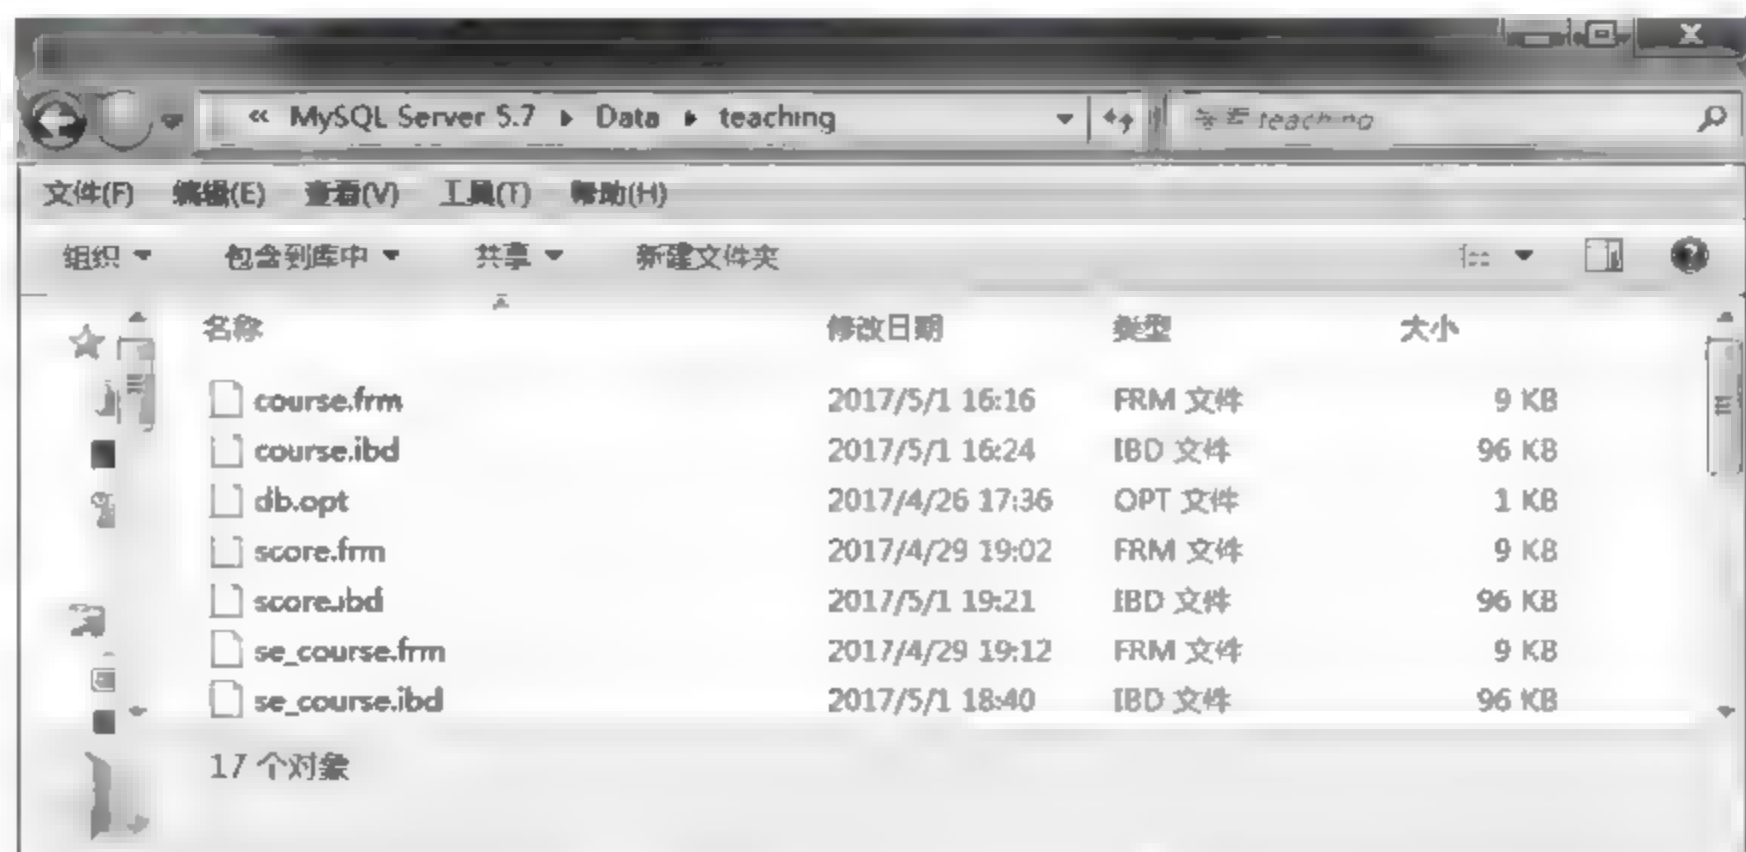 « MySQL Server 5.7 ▸ Data ▸ teaching
teaching
文件(F) 编辑(E) 查看(V) 工具(T) 帮助(H)
组织 包含到库中 共享 新建文件夹
名称 修改日期 类型 大小
course.frm 2017/5/1 16:16 FRM 文件 9 KB
course.ibd 2017/5/1 16:24 IBD 文件 96 KB
db.opt 2017/4/26 17:36 OPT 文件 1 KB
score.frm 2017/4/29 19:02 FRM 文件 9 KB
score.ibd 2017/5/1 19:21 IBD 文件 96 KB
se_course.frm 2017/4/29 19:12 FRM 文件 9 KB
se_course.ibd 2017/5/1 18:40 IBD 文件 96 KB
17 个对象